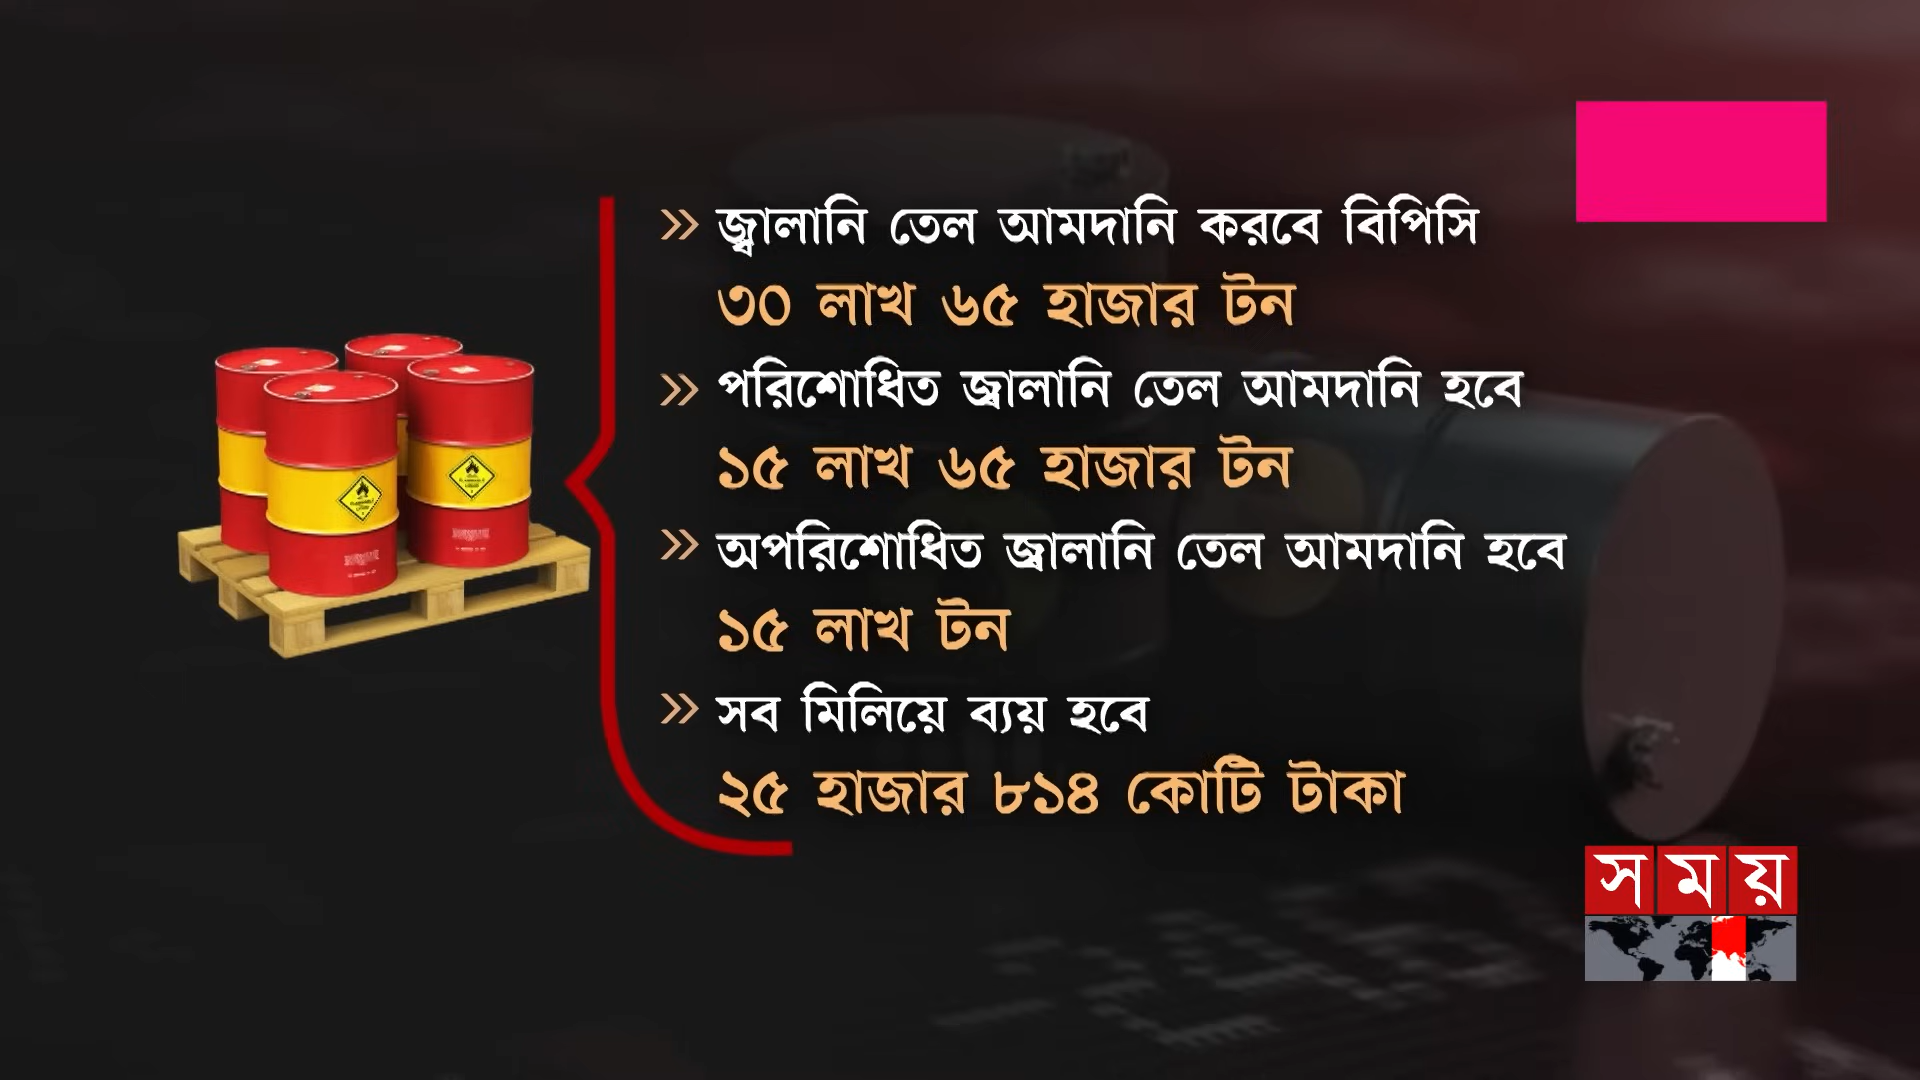 » জ্বালানি তেল আমদানি করবে বিপিসি
৩০ লাখ ৬৫ হাজার টন
» পরিশোধিত জ্বালানি তেল আমদানি হবে
১৫ লাখ ৬৫ হাজার টন
» অপরিশোধিত জ্বালানি তেল আমদানি হবে
১৫ লাখ টন
» সব মিলিয়ে ব্যয় হবে
২৫ হাজার ৮১৪ কোটি টাকা
সময়